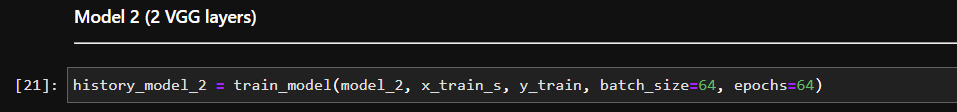 Model 2 (2 VGG layers)
[21]: history_model_2 = train_model(model_2, x_train_s, y_train, batch_size=64, epochs=64)